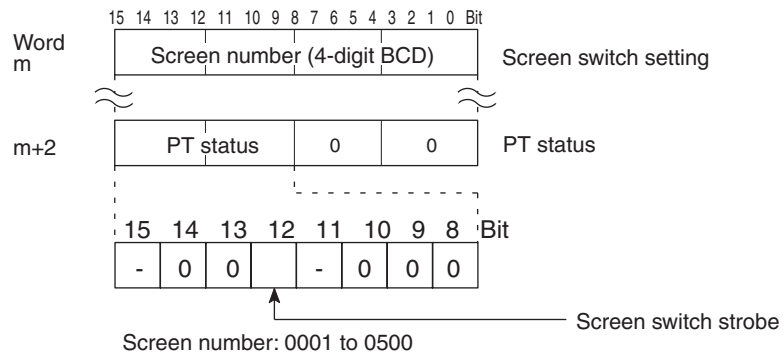 15 14 13 12 11 10 9 8 7 6 5 4 3 2 1 0 Bit
Word m
Screen number (4-digit BCD)
Screen switch setting
m+2
PT status
0
0
PT status
15 14 13 12 11 10 9 8 Bit
- 0 0 - 0 0 0
Screen switch strobe
Screen number: 0001 to 0500